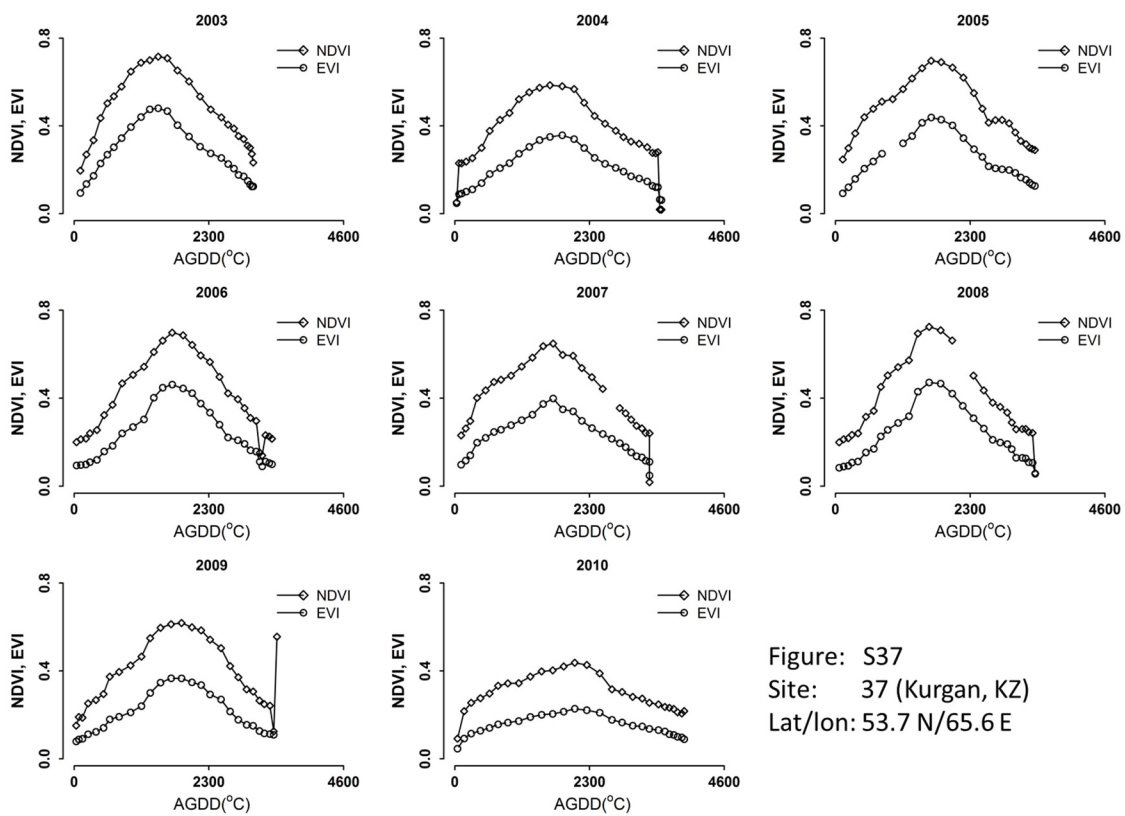 2003
0.8
0.4
0.0
NDVI, EVI
NDVI
EVI
0 2300 4600
AGDD(°C)
2004
0.8
0.4
0.0
NDVI, EVI
NDVI
EVI
0 2300 4600
AGDD(°C)
2005
0.8
0.4
0.0
NDVI, EVI
NDVI
EVI
0 2300 4600
AGDD(°C)
2006
0.8
0.4
0.0
NDVI, EVI
NDVI
EVI
0 2300 4600
AGDD(°C)
2007
0.8
0.4
0.0
NDVI, EVI
NDVI
EVI
0 2300 4600
AGDD(°C)
2008
0.8
0.4
0.0
NDVI, EVI
NDVI
EVI
0 2300 4600
AGDD(°C)
2009
0.8
0.4
0.0
NDVI, EVI
NDVI
EVI
0 2300 4600
AGDD(°C)
2010
0.8
0.4
0.0
NDVI, EVI
NDVI
EVI
0 2300 4600
AGDD(°C)
Figure: S37
Site: 37 (Kurgan, KZ)
Lat/lon: 53.7 N/65.6 E